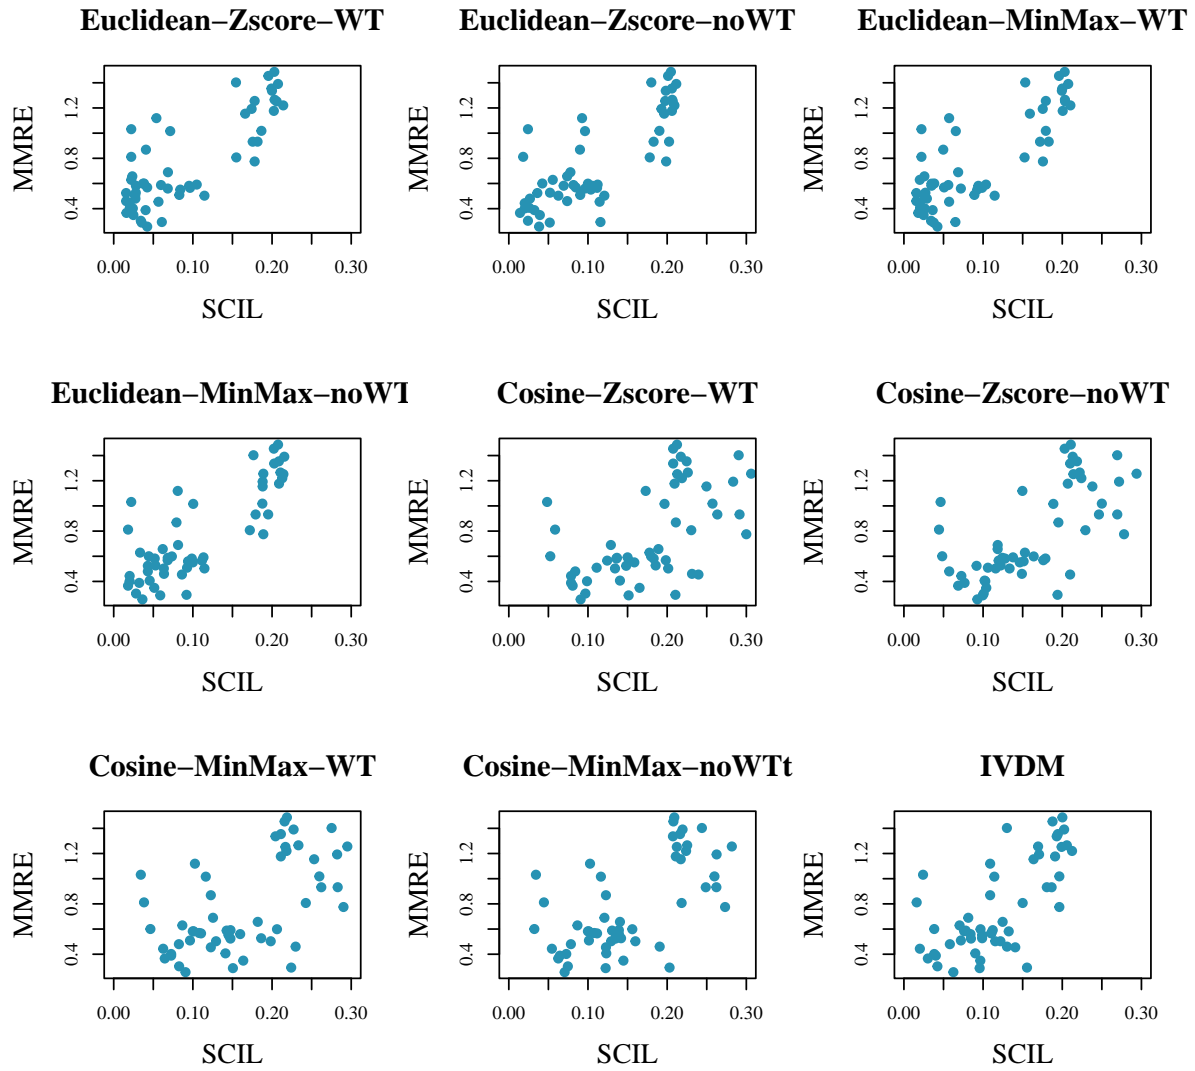 Euclidean−Zscore−WT
Euclidean−Zscore−noWT
Euclidean−MinMax−WT
MMRE
0.4 0.8 1.2
0.00 0.10 0.20 0.30
SCIL
MMRE
0.4 0.8 1.2
0.00 0.10 0.20 0.30
SCIL
MMRE
0.4 0.8 1.2
0.00 0.10 0.20 0.30
SCIL
Euclidean−MinMax−noWT
Cosine−Zscore−WT
Cosine−Zscore−noWT
MMRE
0.4 0.8 1.2
0.00 0.10 0.20 0.30
SCIL
MMRE
0.4 0.8 1.2
0.00 0.10 0.20 0.30
SCIL
MMRE
0.4 0.8 1.2
0.00 0.10 0.20 0.30
SCIL
Cosine−MinMax−WT
Cosine−MinMax−noWTt
IVDM
MMRE
0.4 0.8 1.2
0.00 0.10 0.20 0.30
SCIL
MMRE
0.4 0.8 1.2
0.00 0.10 0.20 0.30
SCIL
MMRE
0.4 0.8 1.2
0.00 0.10 0.20 0.30
SCIL